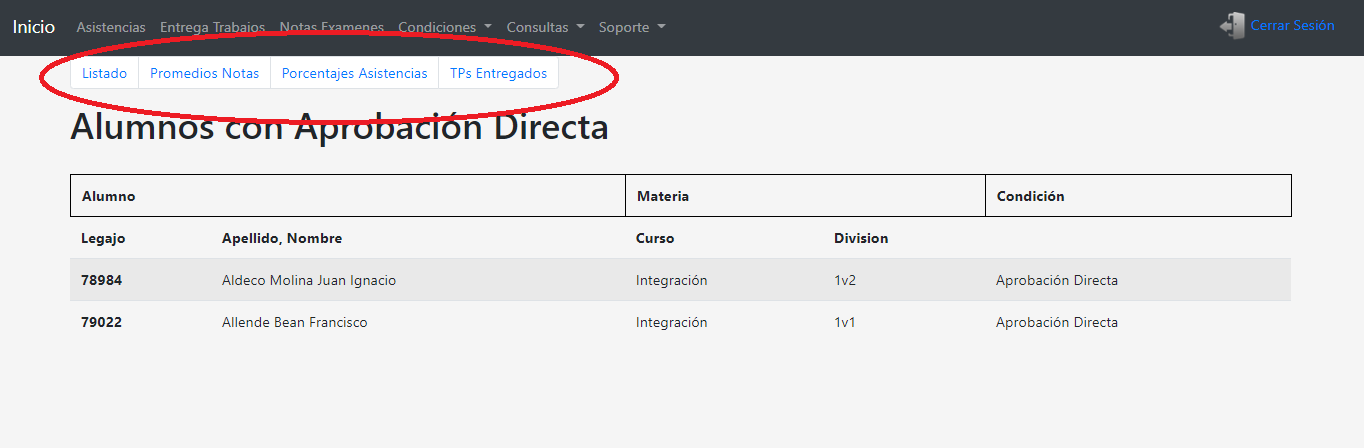 Inicio Asistencias Entrega Trabajos Notas Examenes Condiciones Consultas Soporte Cerrar Sesión
Listado Promedios Notas Porcentajes Asistencias TPs Entregados
Alumnos con Aprobación Directa
Alumno Materia Condición
Legajo Apellido, Nombre Curso Division
78984 Aldeco Molina Juan Ignacio Integración 1v2 Aprobación Directa
79022 Allende Bean Francisco Integración 1v1 Aprobación Directa